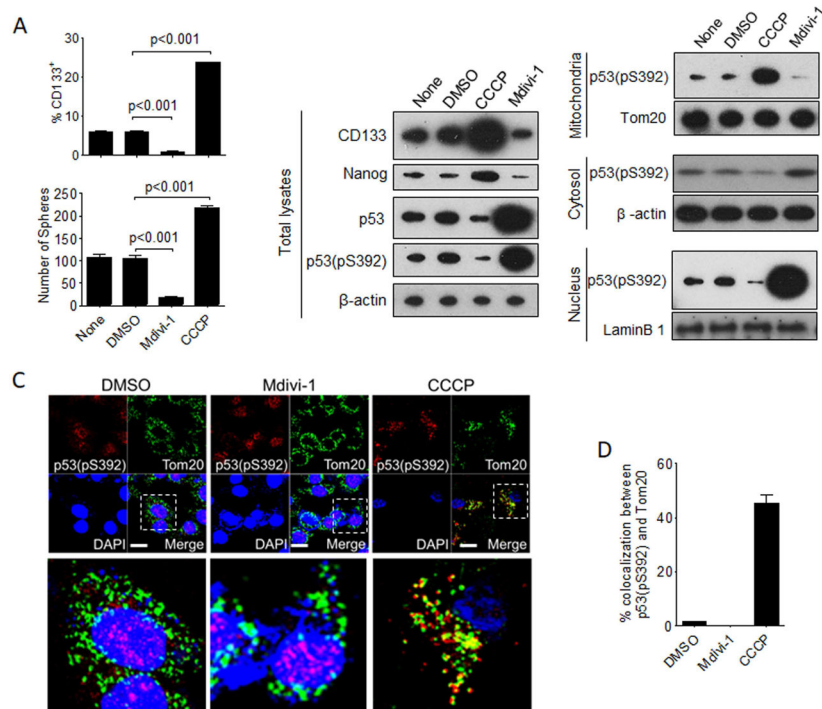 A
p<0.001
p<0.001
% CD133+
30
20
10
0
p<0.001
p<0.001
Number of Spheres
250
200
150
100
50
0
None
DMSO
Mdivi-1
CCCP
None
DMSO
CCCP
Mdivi-1
Total lysates
CD133
Nanog
p53
p53(pS392)
β-actin
None
DMSO
CCCP
Mdivi-1
Mitochondria
p53(pS392)
Tom20
Cytosol
p53(pS392)
β -actin
Nucleus
p53(pS392)
LaminB 1
C
DMSO
Mdivi-1
CCCP
p53(pS392)
Tom20
p53(pS392)
Tom20
p53(pS392)
Tom20
DAPI
Merge
DAPI
Merge
DAPI
Merge
D
% colocalization between
p53(pS392) and Tom20
60
40
20
0
DMSO
Mdivi-1
CCCP